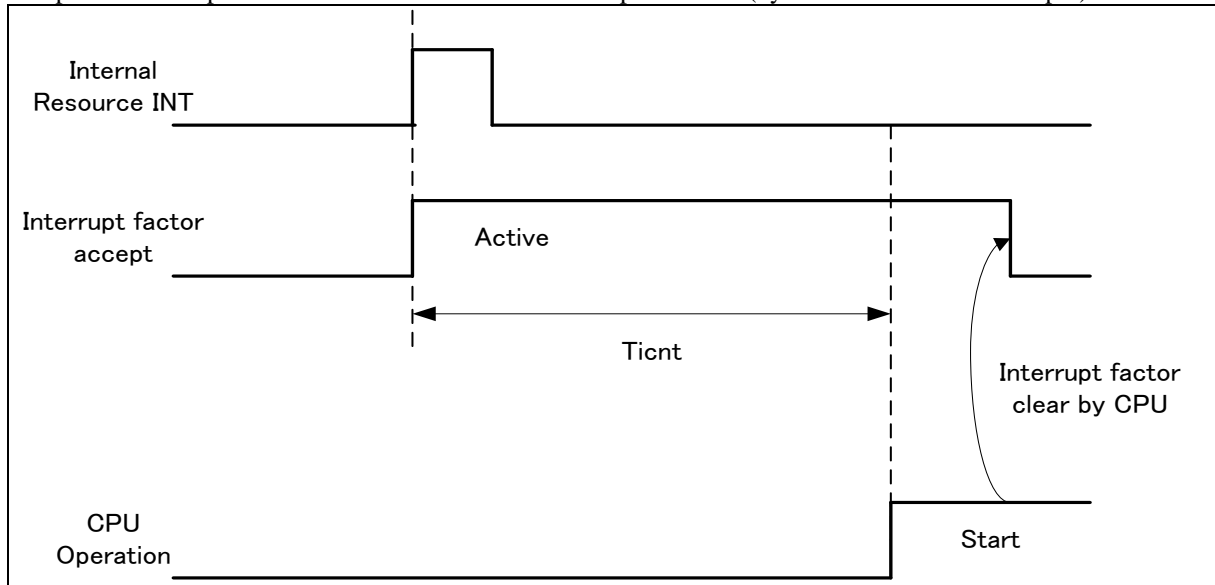 Internal
Resource INT
Interrupt factor
accept
Active
Ticnt
Interrupt factor
clear by CPU
CPU
Operation
Start